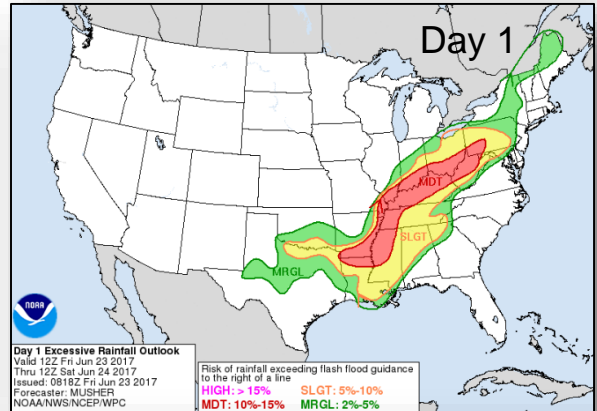 Day 1
MDT
SLGT
MRGL
NOAA
Day 1 Excessive Rainfall Outlook
Valid 12Z Fri Jun 23 2017
Thru 12Z Sat Jun 24 2017
Issued: 0818Z Fri Jun 23 2017
Forecaster: MUSHER
NOAA/NWS/NCEP/WPC
Risk of rainfall exceeding flash flood guidance
to the right of a line
HIGH: > 15% SLGT: 5%-10%
MDT: 10%-15% MRGL: 2%-5%